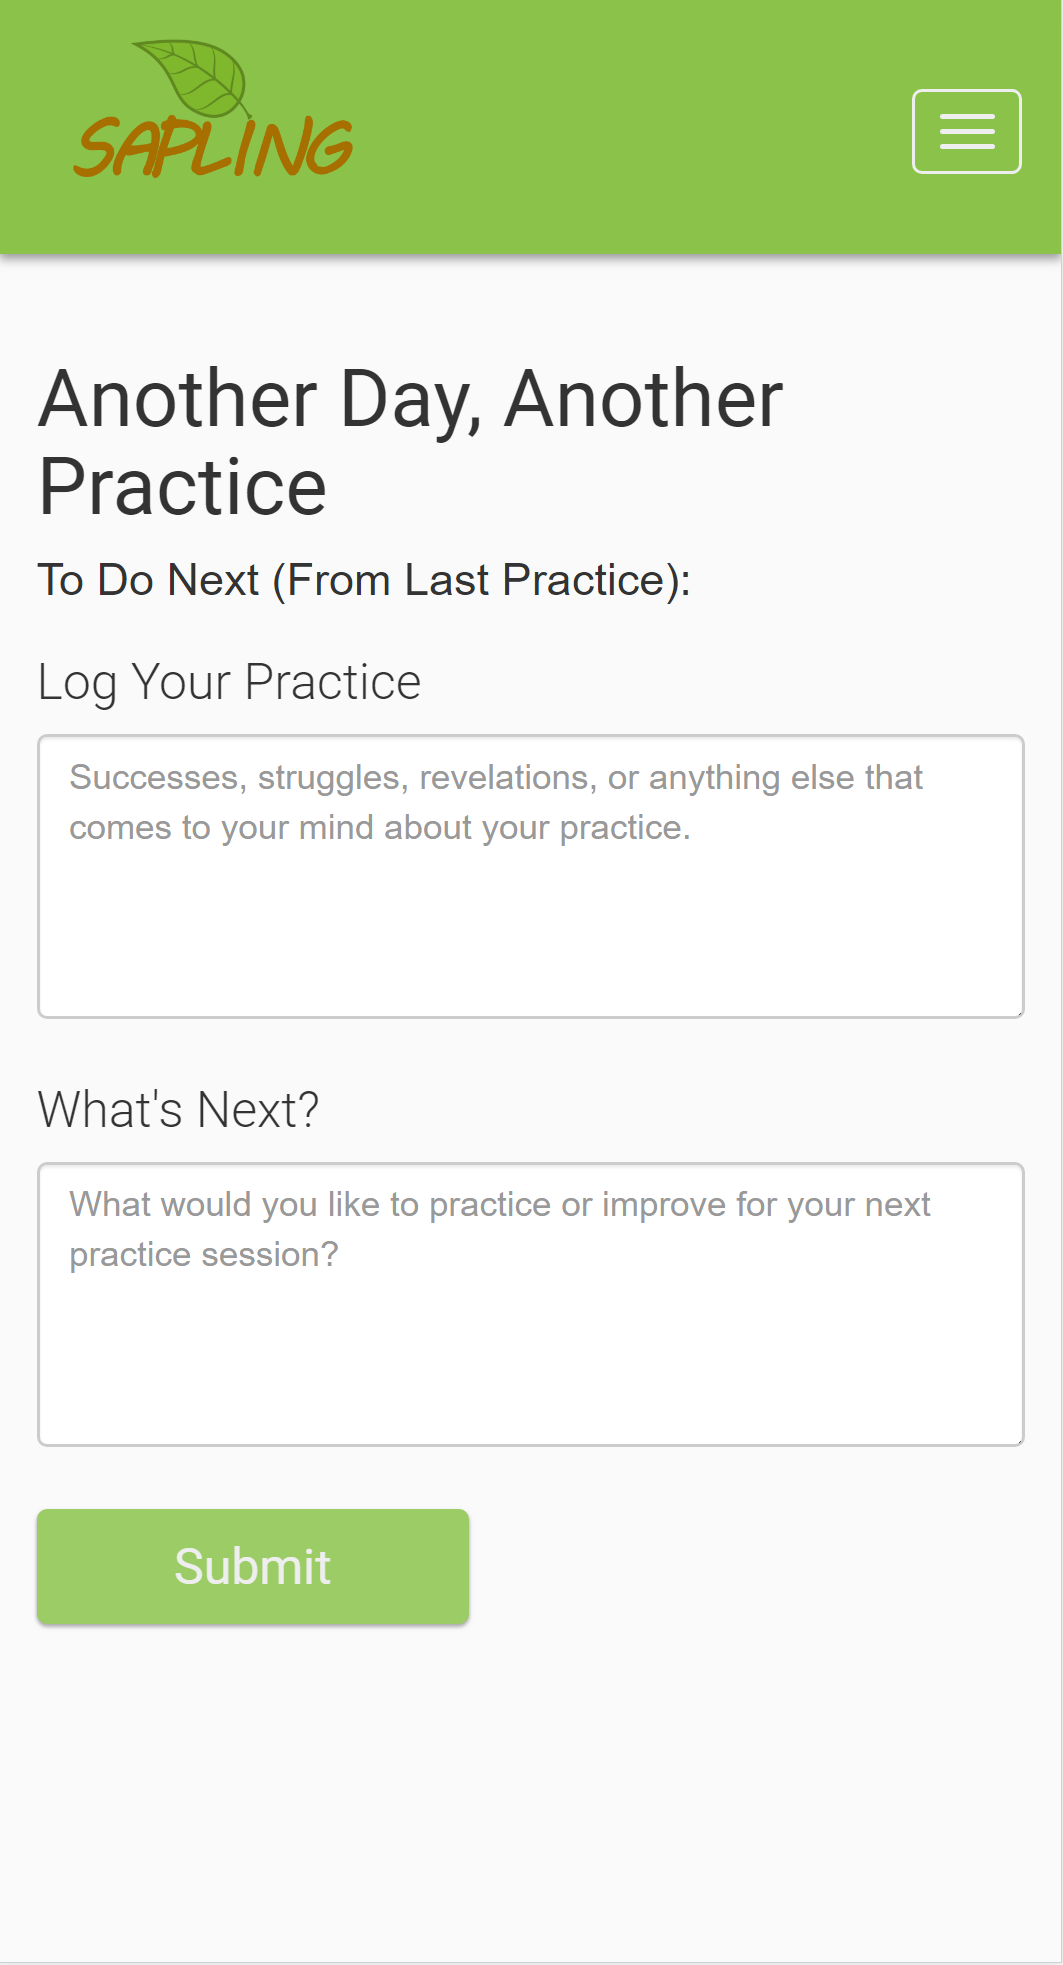 SAPLING
Another Day, Another
Practice
To Do Next (From Last Practice):
Log Your Practice
Successes, struggles, revelations, or anything else that
comes to your mind about your practice.
What's Next?
What would you like to practice or improve for your next
practice session?
Submit